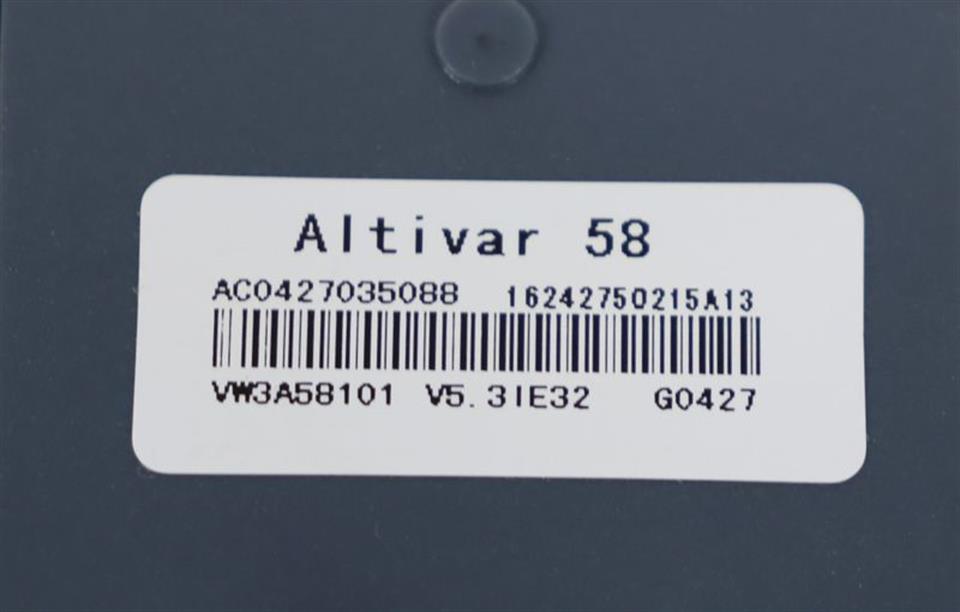 Altivar 58
AC0427035088 16242750215A13
VW3A58101 V5.3IE32 G0427